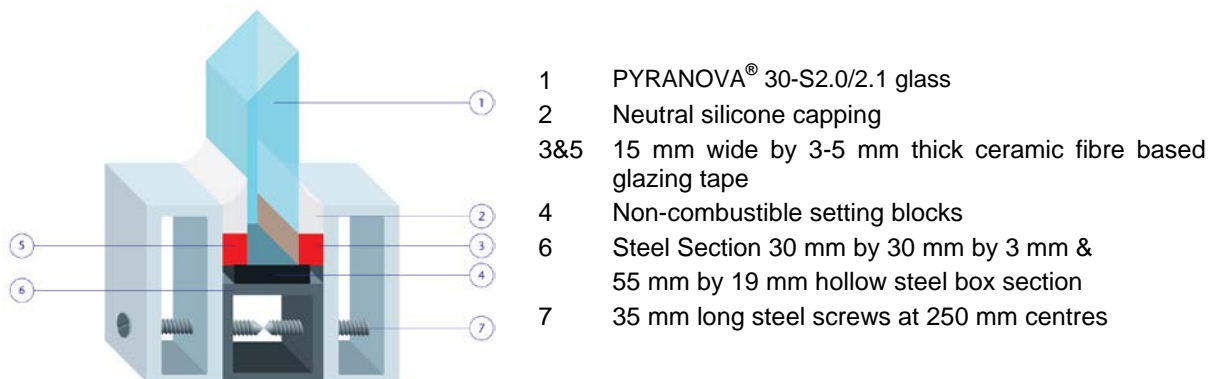 1 PYRANOVA® 30-S2.0/2.1 glass
2 Neutral silicone capping
3&5 15 mm wide by 3-5 mm thick ceramic fibre based
glazing tape
4 Non-combustible setting blocks
6 Steel Section 30 mm by 30 mm by 3 mm &
55 mm by 19 mm hollow steel box section
7 35 mm long steel screws at 250 mm centres
1
2
5 3
4
6
7